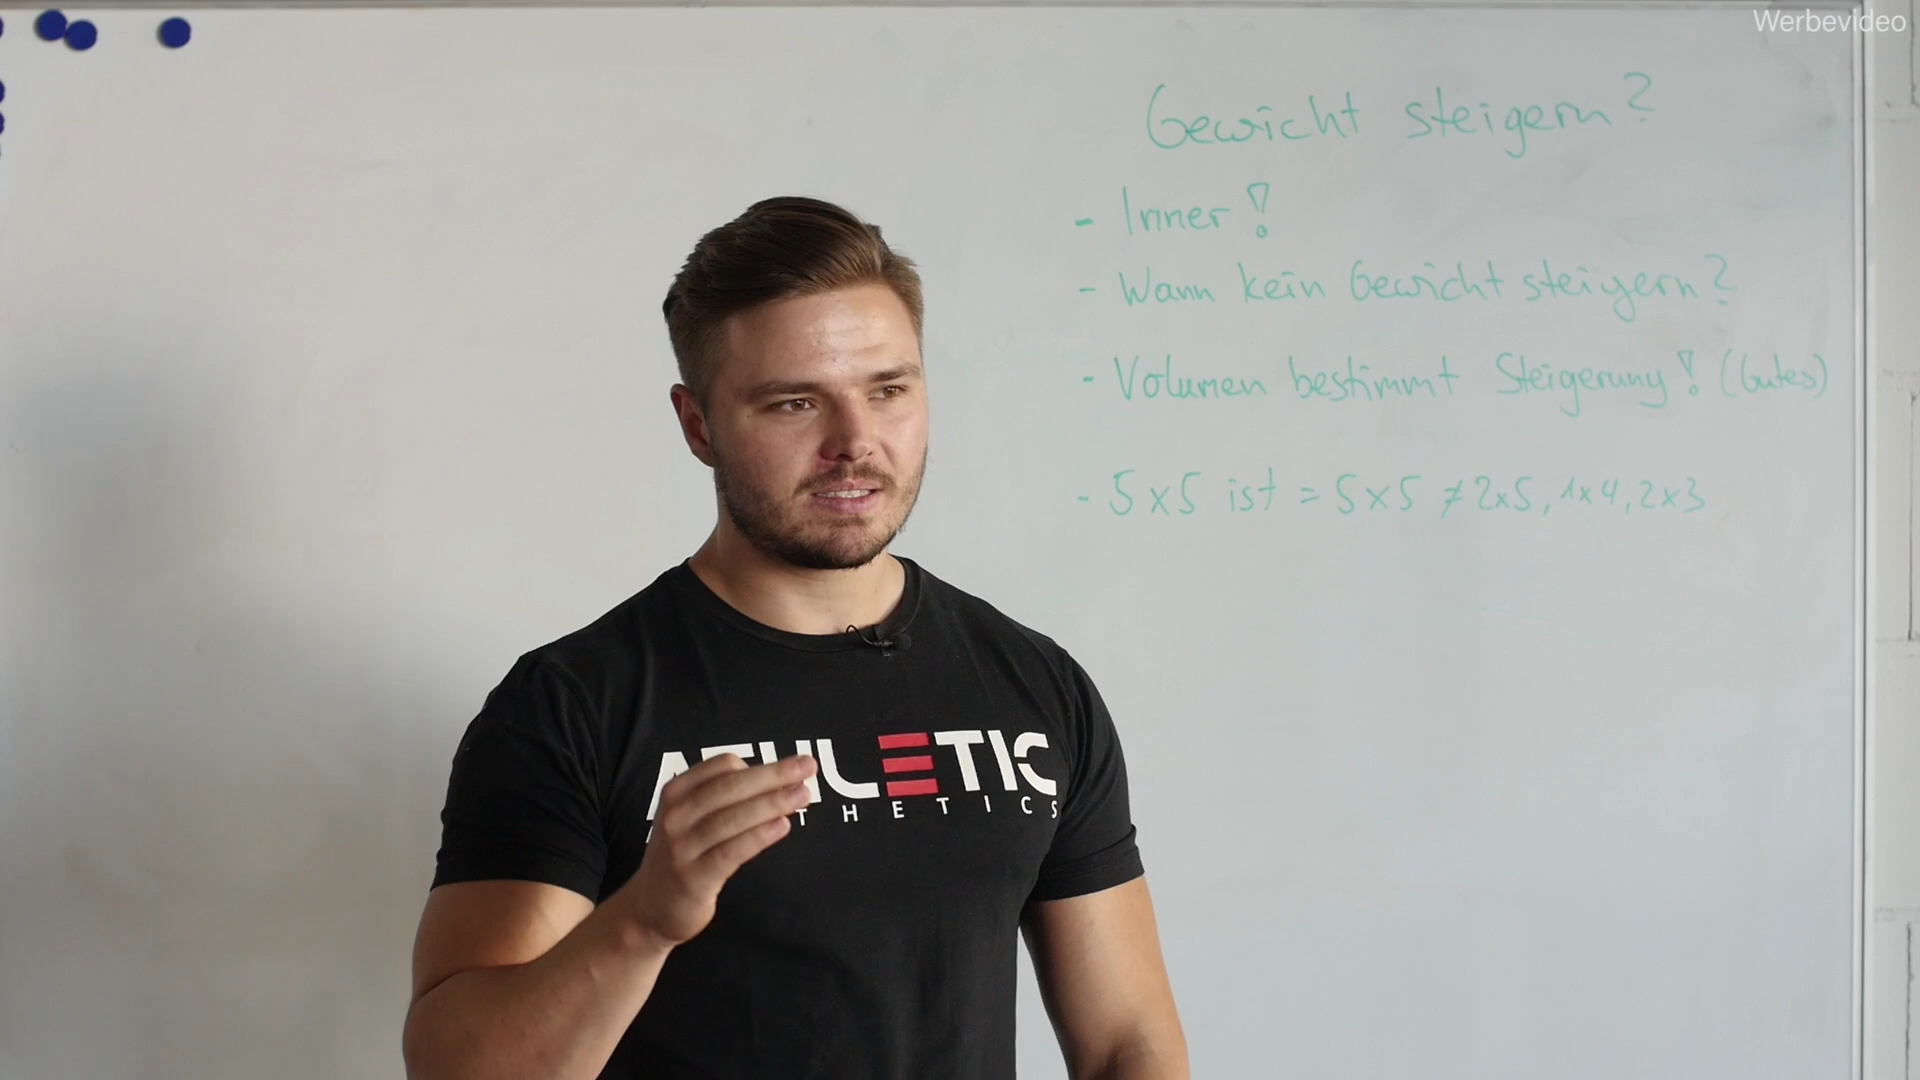 Werbevideo
Gewicht steigern?
- Immer!
- Wann kein Gewicht steigern?
- Volumen bestimmt Steigerung! (Gutes)
- 5x5 ist = 5x5 ≠ 2x5, 1x4, 2x3
ATHLETIC
THETICS